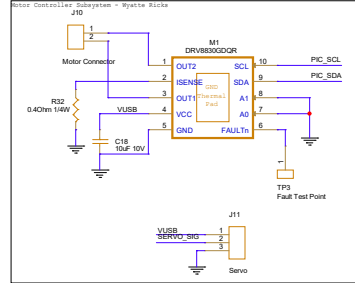 Motor Controller Subsystem - Wyatte Ricks
J10
1
2
Motor Connector
M1
DRV8830GDQR
1 OUT2 SCL 10 PIC_SCL
2 ISENSE SDA 9 PIC_SDA
3 OUT1 A1 8
4 VCC A0 7
5 GND FAULTn 6
GND
Thermal
Pad
R32
0.4Ohm 1/4W
VUSB
C18
10uF 10V
1
TP3
Fault Test Point
J11
VUSB 1
SERVO_SIG 2
3
Servo